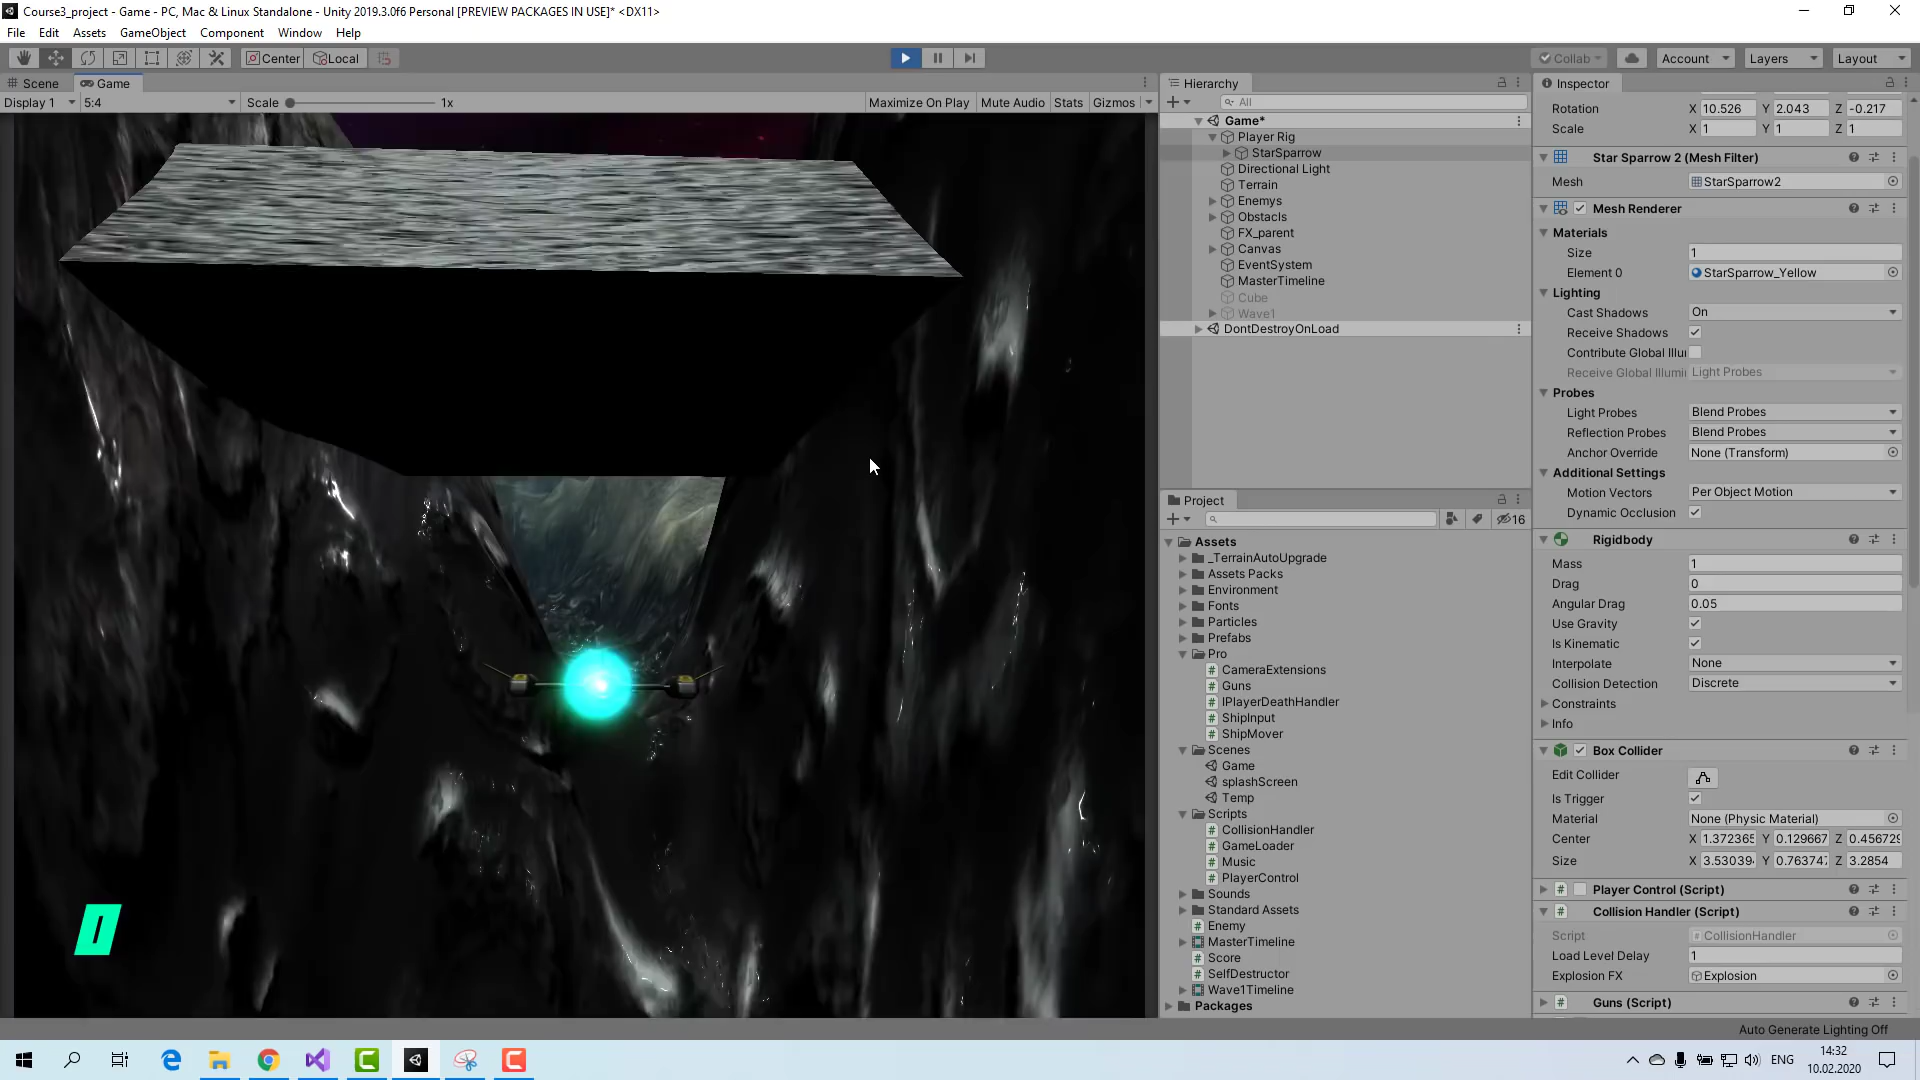 Course3_project - Game - PC, Mac & Linux Standalone - Unity 2019.3.0f6 Personal [PREVIEW PACKAGES IN USE]* <DX11>
File Edit Assets GameObject Component Window Help
Center Local Collab Account Layers Layout
Scene Game
Display 1 5:4 Scale 1x Maximize On Play Mute Audio Stats Gizmos
0
Hierarchy
All
Game*
Player Rig
StarSparrow
Directional Light
Terrain
Enemys
Obstacls
FX_parent
Canvas
EventSystem
MasterTimeline
Cube
Wave1
DontDestroyOnLoad
Project
16
Assets
_TerrainAutoUpgrade
Assets Packs
Environment
Fonts
Particles
Prefabs
Pro
CameraExtensions
Guns
IPlayerDeathHandler
ShipInput
ShipMover
Scenes
Game
splashScreen
Temp
Scripts
CollisionHandler
GameLoader
Music
PlayerControl
Sounds
Standard Assets
Enemy
MasterTimeline
Score
SelfDestructor
Wave1Timeline
Packages
Inspector
Rotation X 10.526 Y 2.043 Z -0.217
Scale X 1 Y 1 Z 1
Star Sparrow 2 (Mesh Filter)
Mesh StarSparrow2
Mesh Renderer
Materials
Size 1
Element 0 StarSparrow_Yellow
Lighting
Cast Shadows On
Receive Shadows
Contribute Global Illu
Receive Global Illumi Light Probes
Probes
Light Probes Blend Probes
Reflection Probes Blend Probes
Anchor Override None (Transform)
Additional Settings
Motion Vectors Per Object Motion
Dynamic Occlusion
Rigidbody
Mass 1
Drag 0
Angular Drag 0.05
Use Gravity
Is Kinematic
Interpolate None
Collision Detection Discrete
Constraints
Info
Box Collider
Edit Collider
Is Trigger
Material None (Physic Material)
Center X 1.372365 Y 0.129667 Z 0.456729
Size X 3.530394 Y 0.763747 Z 3.2854
Player Control (Script)
Collision Handler (Script)
Script CollisionHandler
Load Level Delay 1
Explosion FX Explosion
Guns (Script)
Auto Generate Lighting Off
ENG 14:32
10.02.2020